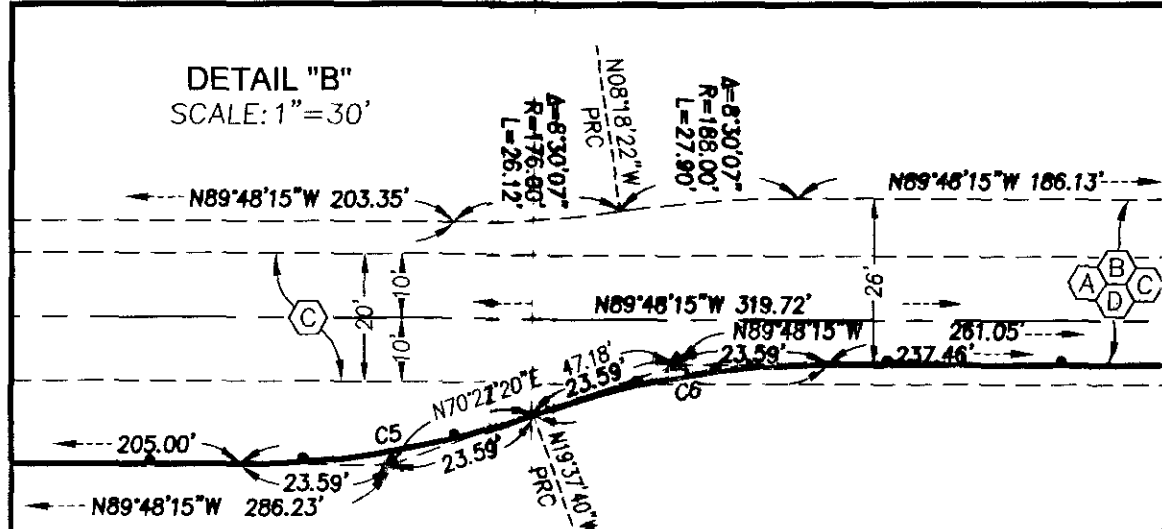 DETAIL "B"
SCALE: 1"=30'
Δ=8°30'07"
R=176.00'
L=26.12'
N08°18'22"W
PRC
Δ=8°30'07"
R=188.00'
L=27.90'
N89°48'15"W 203.35'
N89°48'15"W 186.13'
C
20'
10'
10'
26'
A
B
C
D
N89°48'15"W 319.72'
N89°48'15"W
261.05'
47.18'
23.59'
237.46'
N70°22'20"E
23.59'
C6
C5
205.00'
23.59'
N19°37'40"W
PRC
23.59'
N89°48'15"W 286.23'